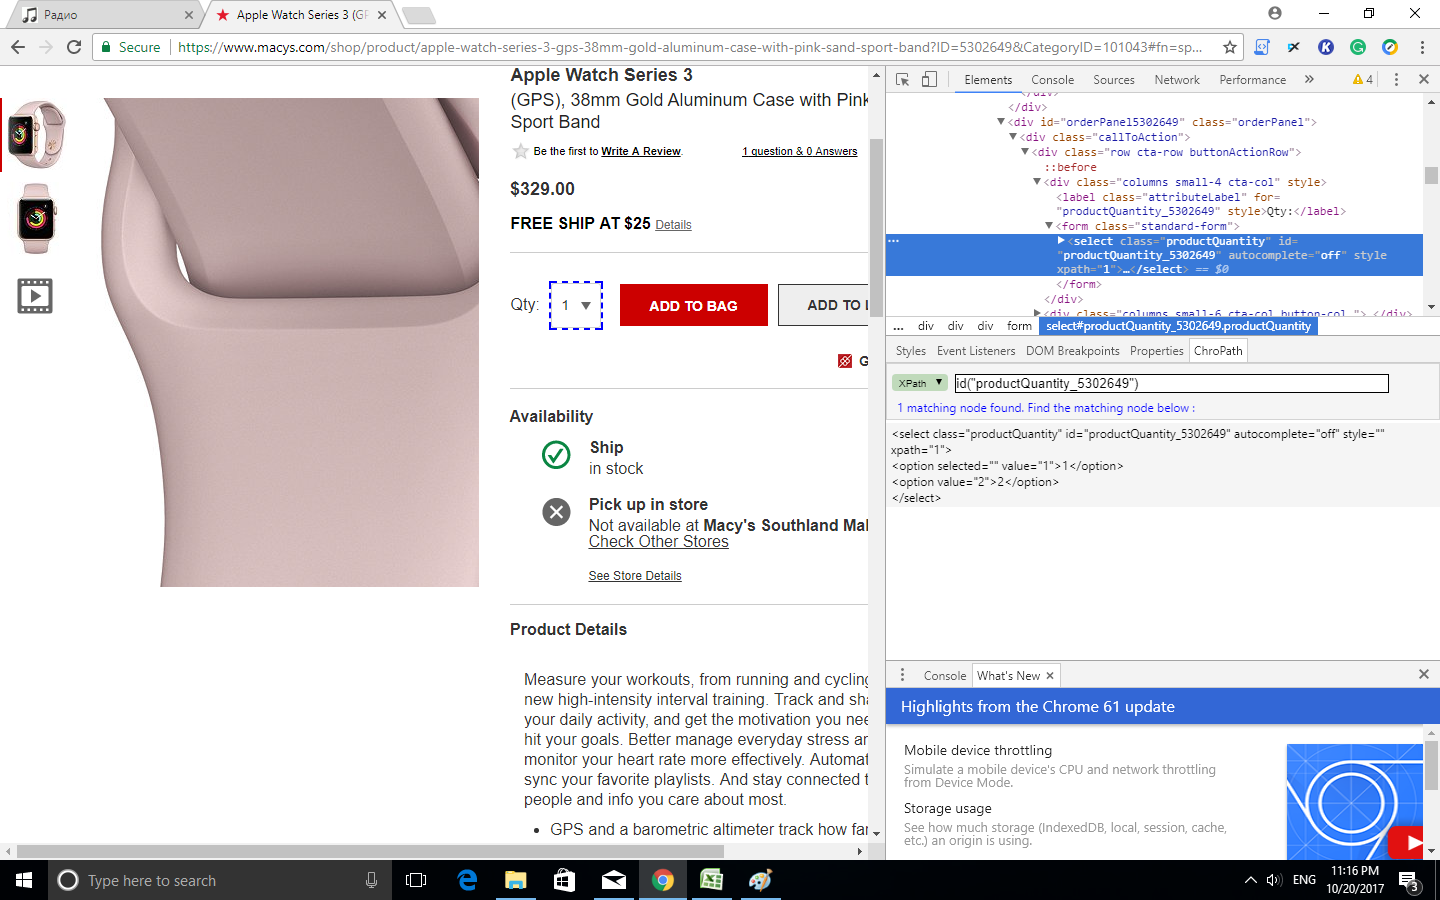 Радио
Apple Watch Series 3 (GP
Secure
https://www.macys.com/shop/product/apple-watch-series-3-gps-38mm-gold-aluminum-case-with-pink-sand-sport-band?ID=5302649&CategoryID=101043#fn=sp...
Apple Watch Series 3
(GPS), 38mm Gold Aluminum Case with Pink
Sport Band
Be the first to Write A Review.
1 question & 0 Answers
$329.00
FREE SHIP AT $25 Details
Qty:
1
ADD TO BAG
ADD TO
G
Availability
Ship
in stock
Pick up in store
Not available at Macy's Southland Mal
Check Other Stores
See Store Details
Product Details
Measure your workouts, from running and cycling
new high-intensity interval training. Track and sha
your daily activity, and get the motivation you nee
hit your goals. Better manage everyday stress an
monitor your heart rate more effectively. Automat
sync your favorite playlists. And stay connected t
people and info you care about most.
• GPS and a barometric altimeter track how far
Elements Console Sources Network Performance » 4
</div>
</div>
<div id="orderPanel5302649" class="orderPanel">
<div class="callToAction">
<div class="row cta-row buttonActionRow">
::before
<div class="columns small-4 cta-col" style>
<label class="attributeLabel" for=
"productQuantity_5302649" style>Qty:</label>
<form class="standard-form">
... <select class="productQuantity" id=
"productQuantity_5302649" autocomplete="off" style
xpath="1">…</select> == $0
</form>
</div>
<div class="columns small-6 cta-col button-col ">…</div>
... div div div form select#productQuantity_5302649.productQuantity
Styles Event Listeners DOM Breakpoints Properties ChroPath
XPath
id("productQuantity_5302649")
1 matching node found. Find the matching node below :
<select class="productQuantity" id="productQuantity_5302649" autocomplete="off" style=""
xpath="1">
<option selected="" value="1">1</option>
<option value="2">2</option>
</select>
Console What's New
Highlights from the Chrome 61 update
Mobile device throttling
Simulate a mobile device's CPU and network throttling
from Device Mode.
Storage usage
See how much storage (IndexedDB, local, session, cache,
etc.) an origin is using.
Type here to search
ENG
11:16 PM
10/20/2017
3